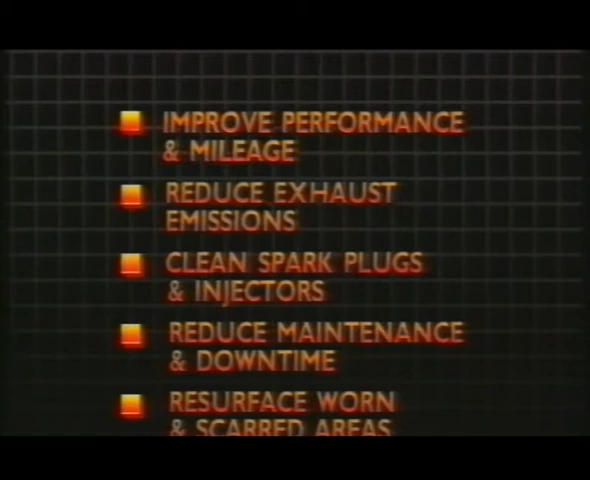 IMPROVE PERFORMANCE
& MILEAGE
REDUCE EXHAUST
EMISSIONS
CLEAN SPARK PLUGS
& INJECTORS
REDUCE MAINTENANCE
& DOWNTIME
RESURFACE WORN
& SCARRED AREAS